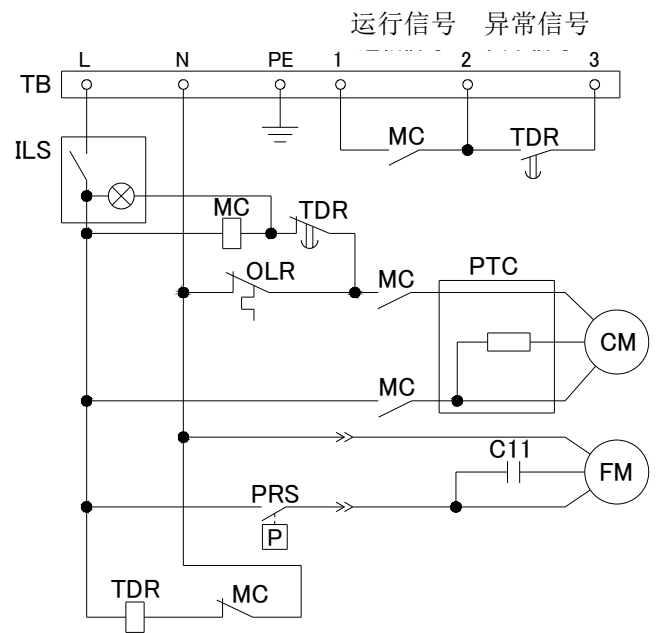 运行信号 异常信号
L N PE 1 2 3
TB
MC TDR
ILS
MC TDR
OLR MC PTC
CM
MC
C11
FM
PRS
P
TDR MC